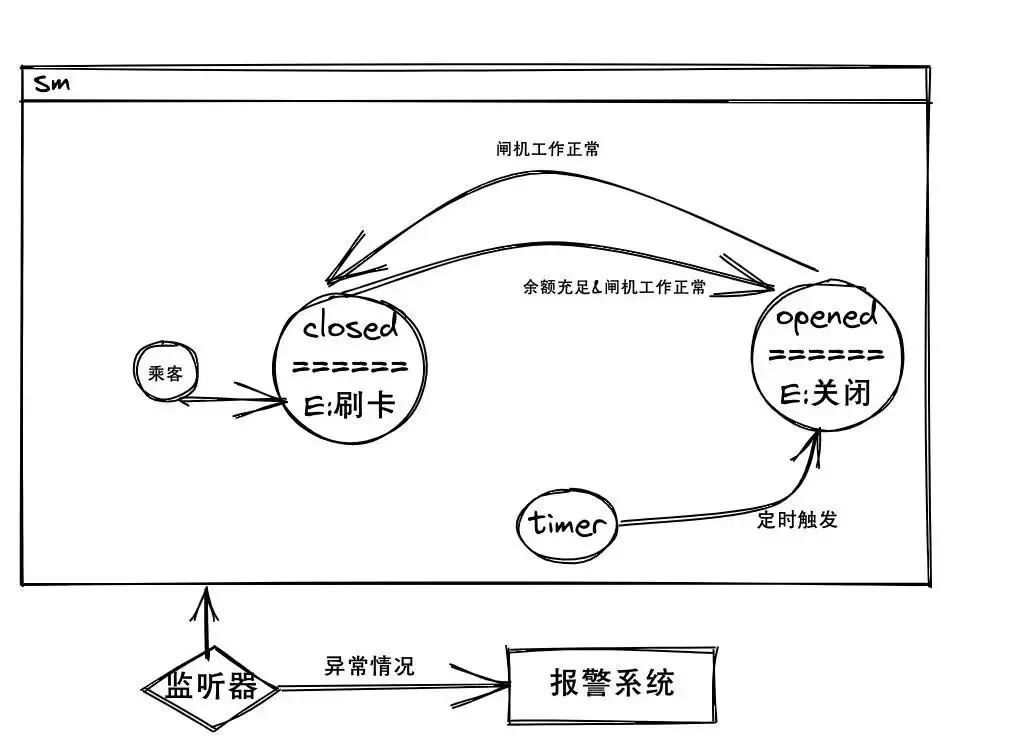 Sm
闸机工作正常
余额充足&闸机工作正常
closed
======
E:刷卡
opened
======
E:关闭
乘客
timer
定时触发
监听器
异常情况
报警系统